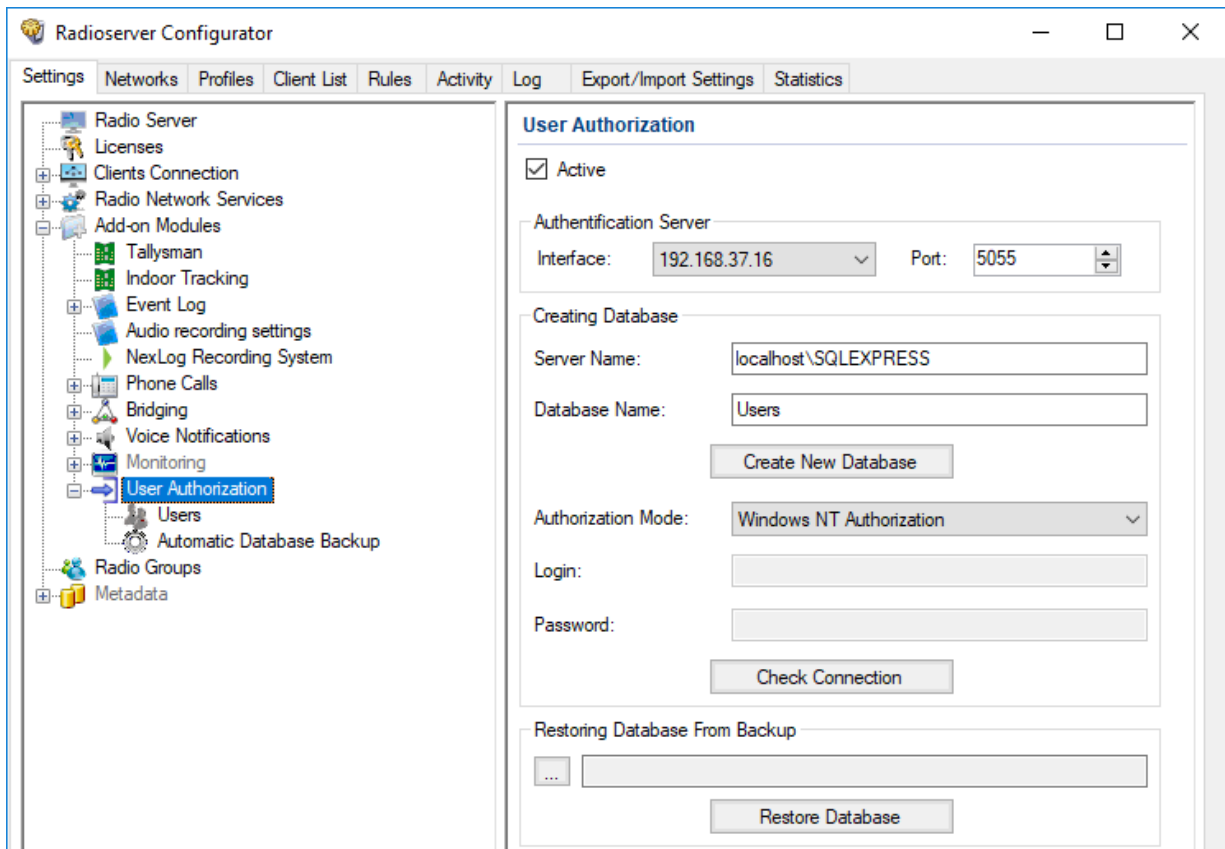 Radioserver Configurator
Settings Networks Profiles Client List Rules Activity Log Export/Import Settings Statistics
Radio Server
Licenses
Clients Connection
Radio Network Services
Add-on Modules
Tallysman
Indoor Tracking
Event Log
Audio recording settings
NexLog Recording System
Phone Calls
Bridging
Voice Notifications
Monitoring
User Authorization
Users
Automatic Database Backup
Radio Groups
Metadata
User Authorization
Active
Authentification Server
Interface: 192.168.37.16 Port: 5055
Creating Database
Server Name: localhost\SQLEXPRESS
Database Name: Users
Create New Database
Authorization Mode: Windows NT Authorization
Login:
Password:
Check Connection
Restoring Database From Backup
...
Restore Database